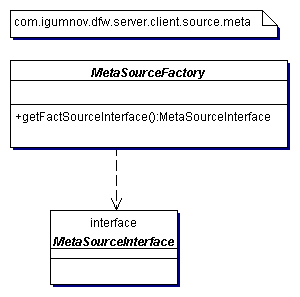 com.igumnov.dfw.server.client.source.meta
MetaSourceFactory
+getFactSourceInterface():MetaSourceInterface
interface
MetaSourceInterface